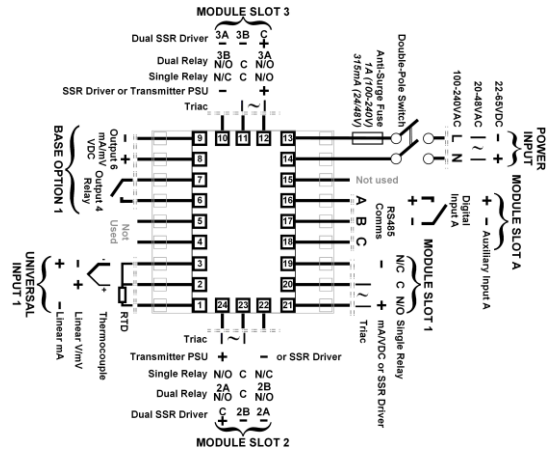 MODULE SLOT 3
3A 3B C
Dual SSR Driver − − +
3B 3A
Dual Relay N/O C N/O
Single Relay N/C C N/O
SSR Driver or Transmitter PSU − +
Triac | ~ |
9 10 11 12 13
8 14
7 15
6 16
5 17
4 18
3 19
2 20
1 24 23 22 21
BASE OPTION 1
Output 6
mA/mV
VDC
− +
Output 4
Relay
Not
Used
UNIVERSAL
INPUT 1
RTD
Thermocouple
− +
Linear V/mV
− +
Linear mA
+ −
Anti-Surge Fuse
1A (100-240V)
315mA (24/48V)
Double-Pole Switch
100-240VAC
L N
20-48VAC
| ~ |
22-65VDC
− +
POWER
INPUT
Not used
A B C
RS485
Comms
Digital
Input A
+ −
Auxiliary Input A
+ −
MODULE SLOT A
MODULE SLOT 1
N/C C N/O Single Relay
− + mA/VDC or SSR Driver
| ~ | Triac
Triac | ~ |
Transmitter PSU + − or SSR Driver
Single Relay N/O C N/C
2A 2B
Dual Relay N/O C N/O
Dual SSR Driver C 2B 2A
+ − −
MODULE SLOT 2